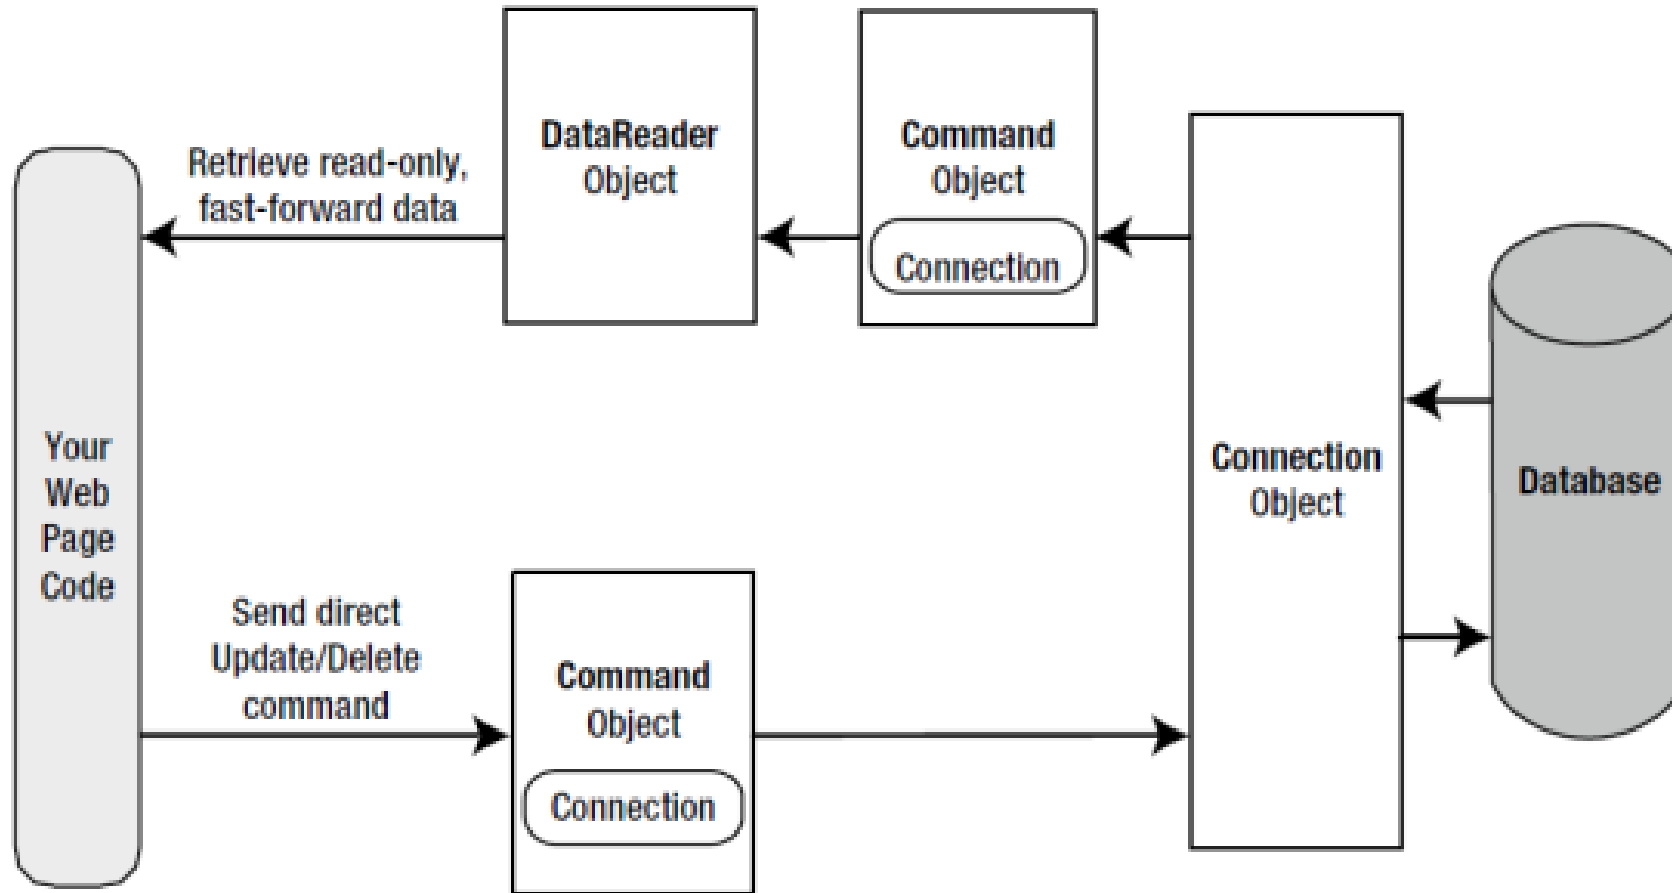 DataReader
Object
Command
Object
Connection
Retrieve read-only,
fast-forward data
Your
Web
Page
Code
Connection
Object
Database
Send direct
Update/Delete
command
Command
Object
Connection